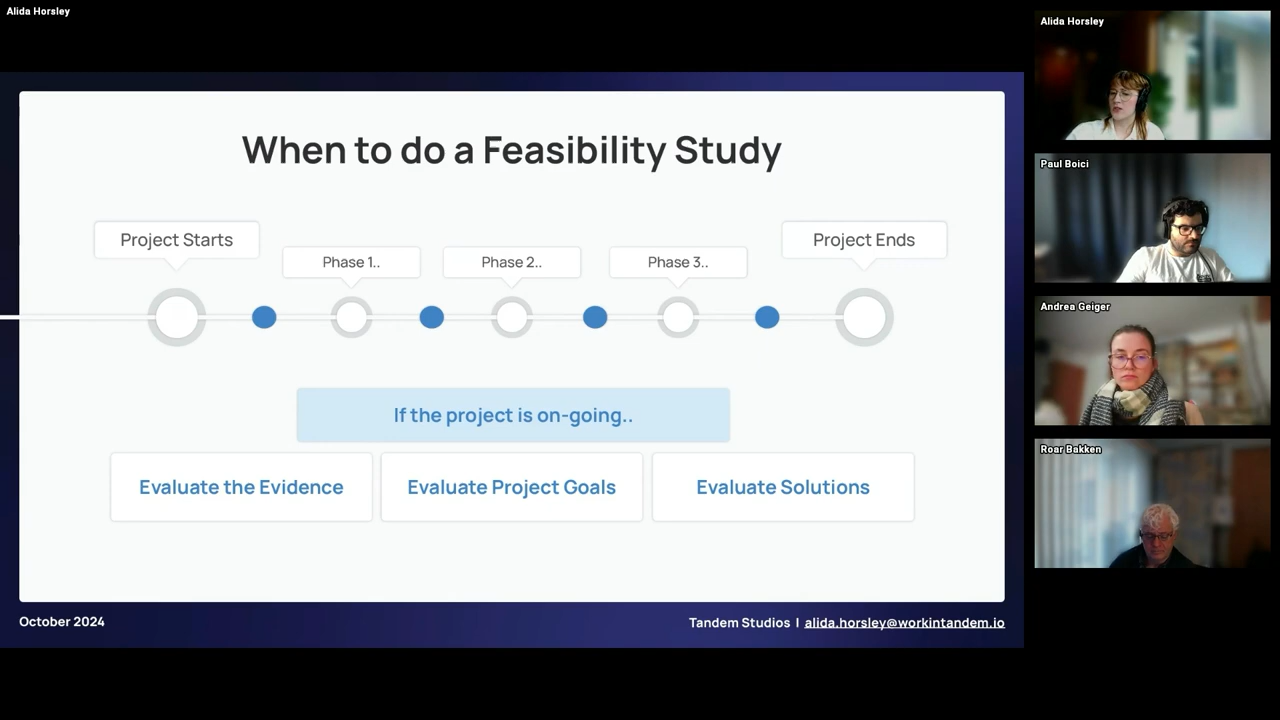 Alida Horsley
When to do a Feasibility Study
Project Starts
Phase 1..
Phase 2..
Phase 3..
Project Ends
If the project is on-going..
Evaluate the Evidence
Evaluate Project Goals
Evaluate Solutions
October 2024
Tandem Studios | alida.horsley@workintandem.io
Alida Horsley
Paul Boici
Andrea Geiger
Roar Bakken